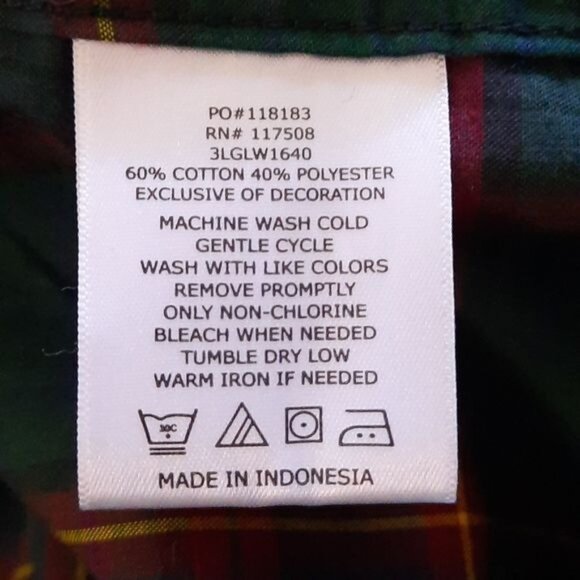 PO#118183
RN# 117508
3LGLW1640
60% COTTON 40% POLYESTER
EXCLUSIVE OF DECORATION
MACHINE WASH COLD
GENTLE CYCLE
WASH WITH LIKE COLORS
REMOVE PROMPTLY
ONLY NON-CHLORINE
BLEACH WHEN NEEDED
TUMBLE DRY LOW
WARM IRON IF NEEDED
30C
MADE IN INDONESIA